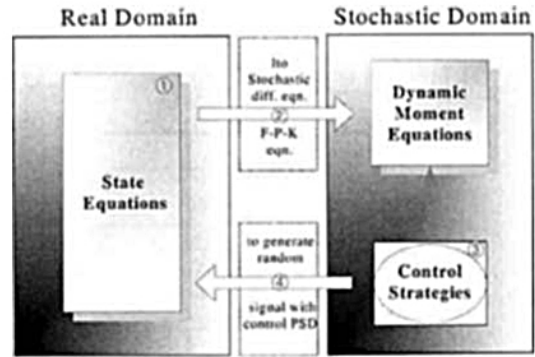 Real Domain
Stochastic Domain
①
State
Equations
Ito
Stochastic
diff. eqn.
②
F-P-K
eqn.
Dynamic
Moment
Equations
③
Control
Strategies
to generate
random
④
signal with
control PSD